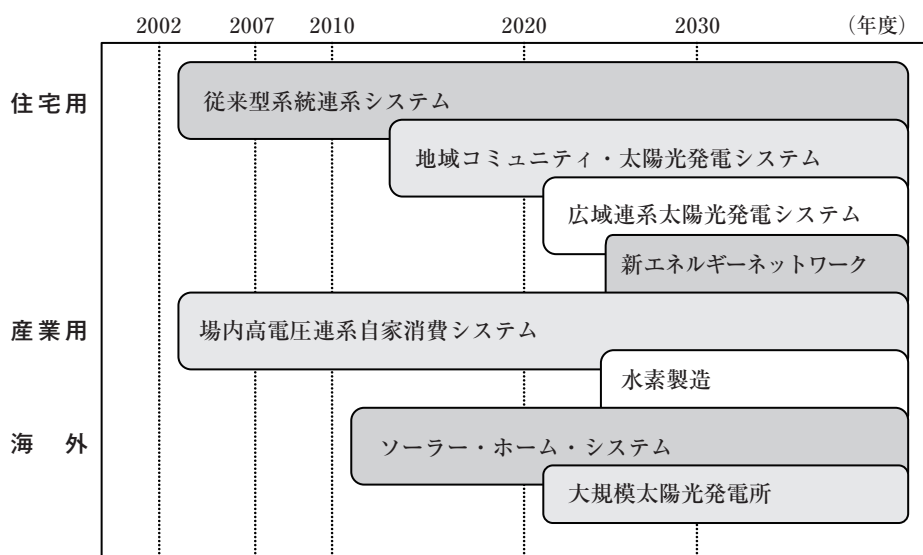 2002 2007 2010 2020 2030 （年度）
住宅用
従来型系統連系システム
地域コミュニティ・太陽光発電システム
広域連系太陽光発電システム
新エネルギーネットワーク
産業用
場内高電圧連系自家消費システム
水素製造
海 外
ソーラー・ホーム・システム
大規模太陽光発電所